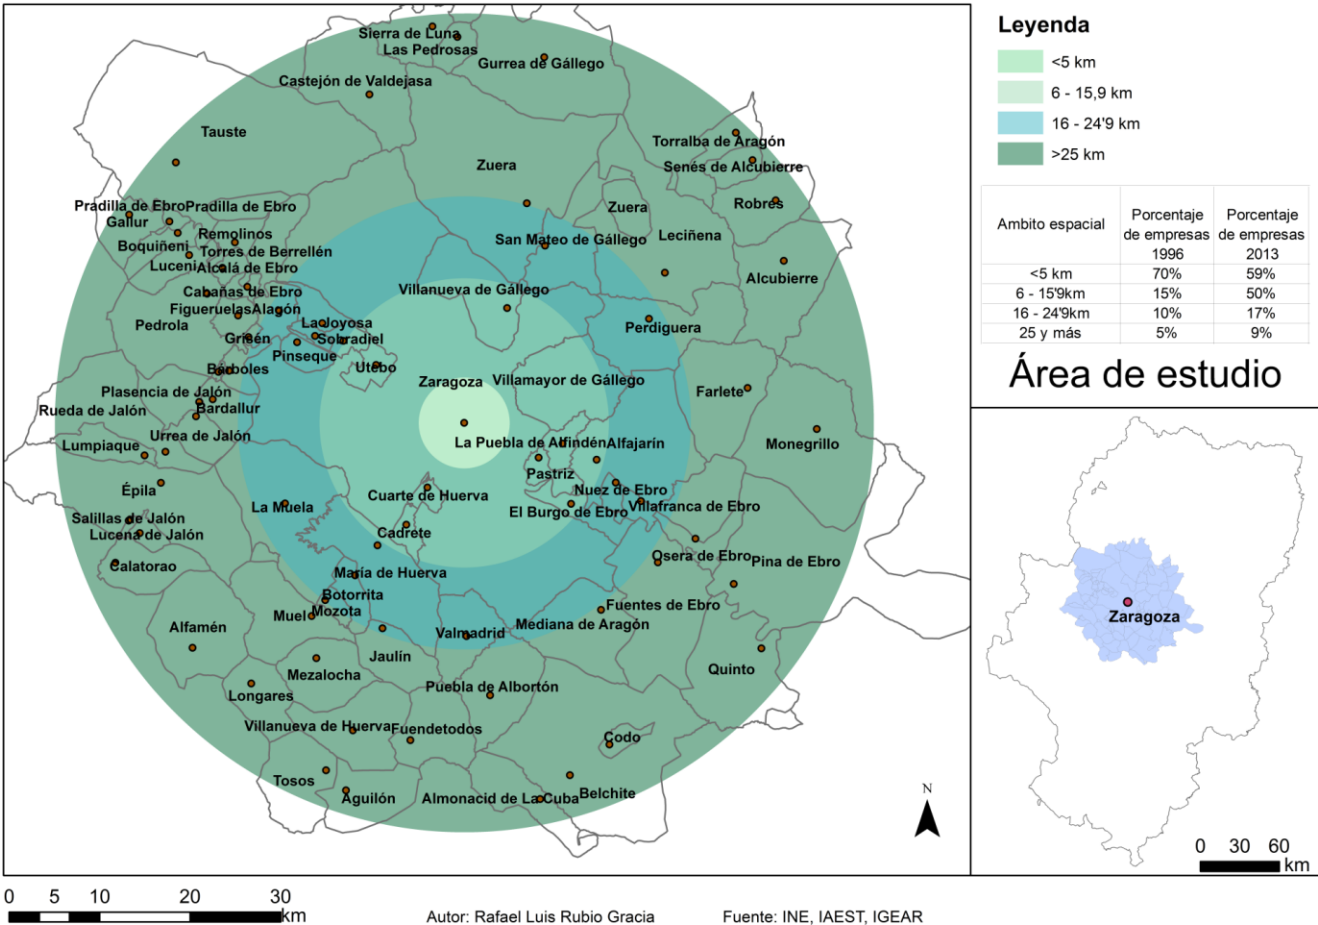 Sierra de Luna
Las Pedrosas
Gurrea de Gállego
Castejón de Valdejasa
Tauste
Torralba de Aragón
Senés de Alcubierre
Zuera
Robres
Zuera
Pradilla de Ebro
Pradilla de Ebro
Gallur
Remolinos
Leciñena
San Mateo de Gállego
Boquiñeni
Torres de Berrellén
Luceni
Alcalá de Ebro
Alcubierre
Villanueva de Gállego
Cabañas de Ebro
Figueruelas
Alagón
Pedrola
La Joyosa
Perdiguera
Grisén
Sobradiel
Pinseque
Utebo
Bárboles
Zaragoza
Villamayor de Gállego
Plasencia de Jalón
Farlete
Rueda de Jalón
Bardallur
Urrea de Jalón
Lumpiaque
La Puebla de Alfindén
Alfajarín
Monegrillo
Pastriz
Épila
Nuez de Ebro
Cuarte de Huerva
La Muela
El Burgo de Ebro
Villafranca de Ebro
Salillas de Jalón
Lucena de Jalón
Cadrete
Osera de Ebro
Pina de Ebro
Calatorao
María de Huerva
Botorrita
Mozota
Muel
Fuentes de Ebro
Mediana de Aragón
Alfamén
Valmadrid
Jaulín
Quinto
Mezalocha
Longares
Puebla de Albortón
Villanueva de Huerva
Fuendetodos
Codo
Tosos
Aguilón
Almonacid de La Cuba
Belchite
N
Leyenda
<5 km
6 - 15,9 km
16 - 24'9 km
>25 km
Ambito espacial Porcentaje de empresas 1996 Porcentaje de empresas 2013
<5 km 70% 59%
6 - 15'9km 15% 50%
16 - 24'9km 10% 17%
25 y más 5% 9%
Área de estudio
Zaragoza
0 30 60
km
0 5 10 20 30
km
Autor: Rafael Luis Rubio Gracia
Fuente: INE, IAEST, IGEAR